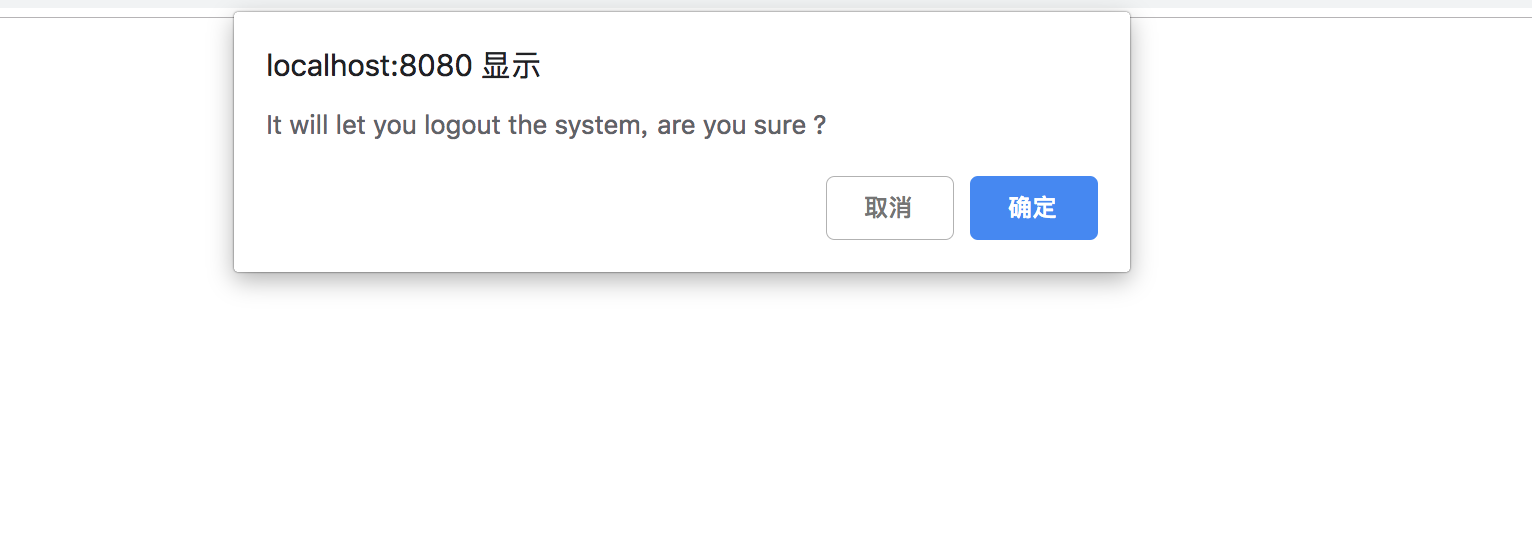 localhost:8080 显示
It will let you logout the system, are you sure ?
取消 确定